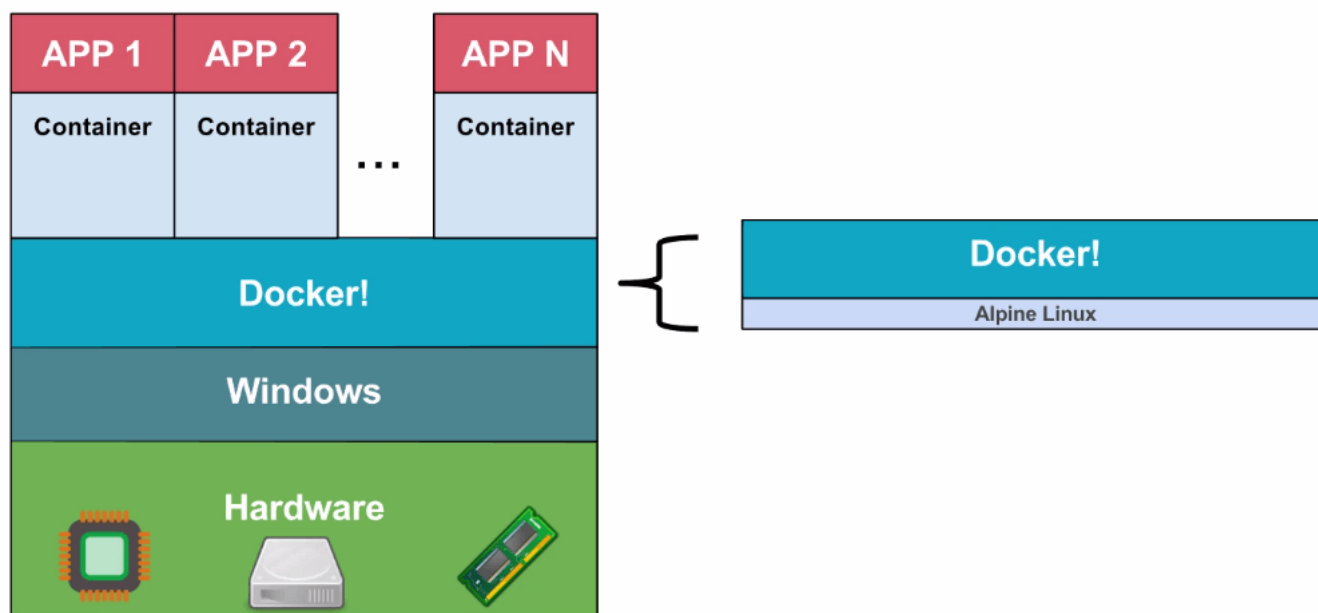 APP 1
APP 2
APP N
Container
Container
...
Container
Docker!
Windows
Hardware
Docker!
Alpine Linux